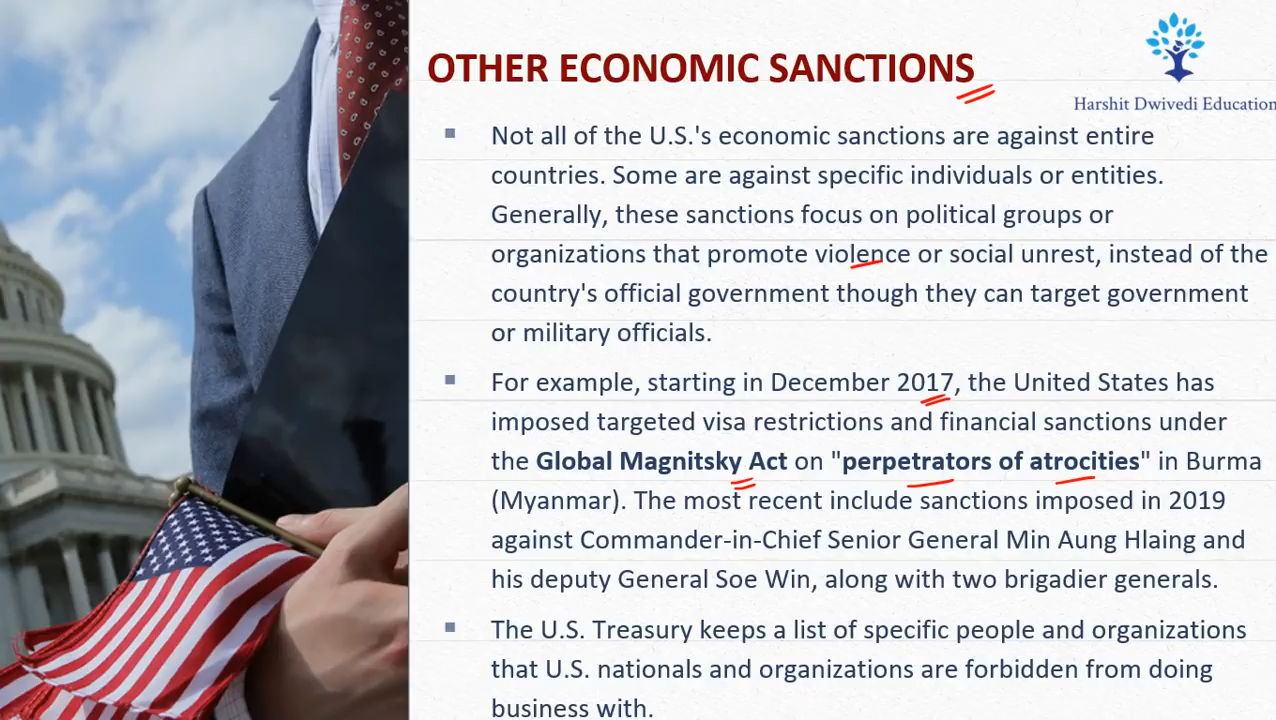 OTHER ECONOMIC SANCTIONS
Harshit Dwivedi Education
Not all of the U.S.'s economic sanctions are against entire
countries. Some are against specific individuals or entities.
Generally, these sanctions focus on political groups or
organizations that promote violence or social unrest, instead of the
country's official government though they can target government
or military officials.
For example, starting in December 2017, the United States has
imposed targeted visa restrictions and financial sanctions under
the Global Magnitsky Act on "perpetrators of atrocities" in Burma
(Myanmar). The most recent include sanctions imposed in 2019
against Commander-in-Chief Senior General Min Aung Hlaing and
his deputy General Soe Win, along with two brigadier generals.
The U.S. Treasury keeps a list of specific people and organizations
that U.S. nationals and organizations are forbidden from doing
business with.